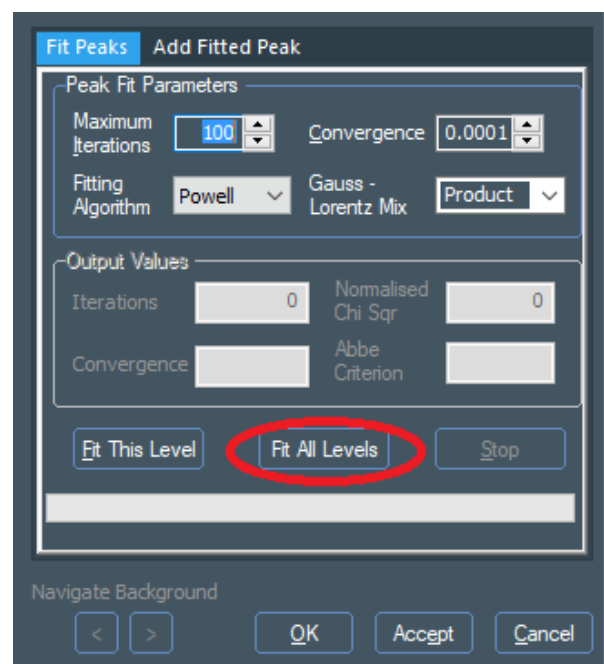 Fit Peaks Add Fitted Peak
Peak Fit Parameters
Maximum Iterations 100 Convergence 0.0001
Fitting Algorithm Powell Gauss - Lorentz Mix Product
Output Values
Iterations 0 Normalised Chi Sqr 0
Convergence Abbe Criterion
Fit This Level Fit All Levels Stop
Navigate Background
< > OK Accept Cancel